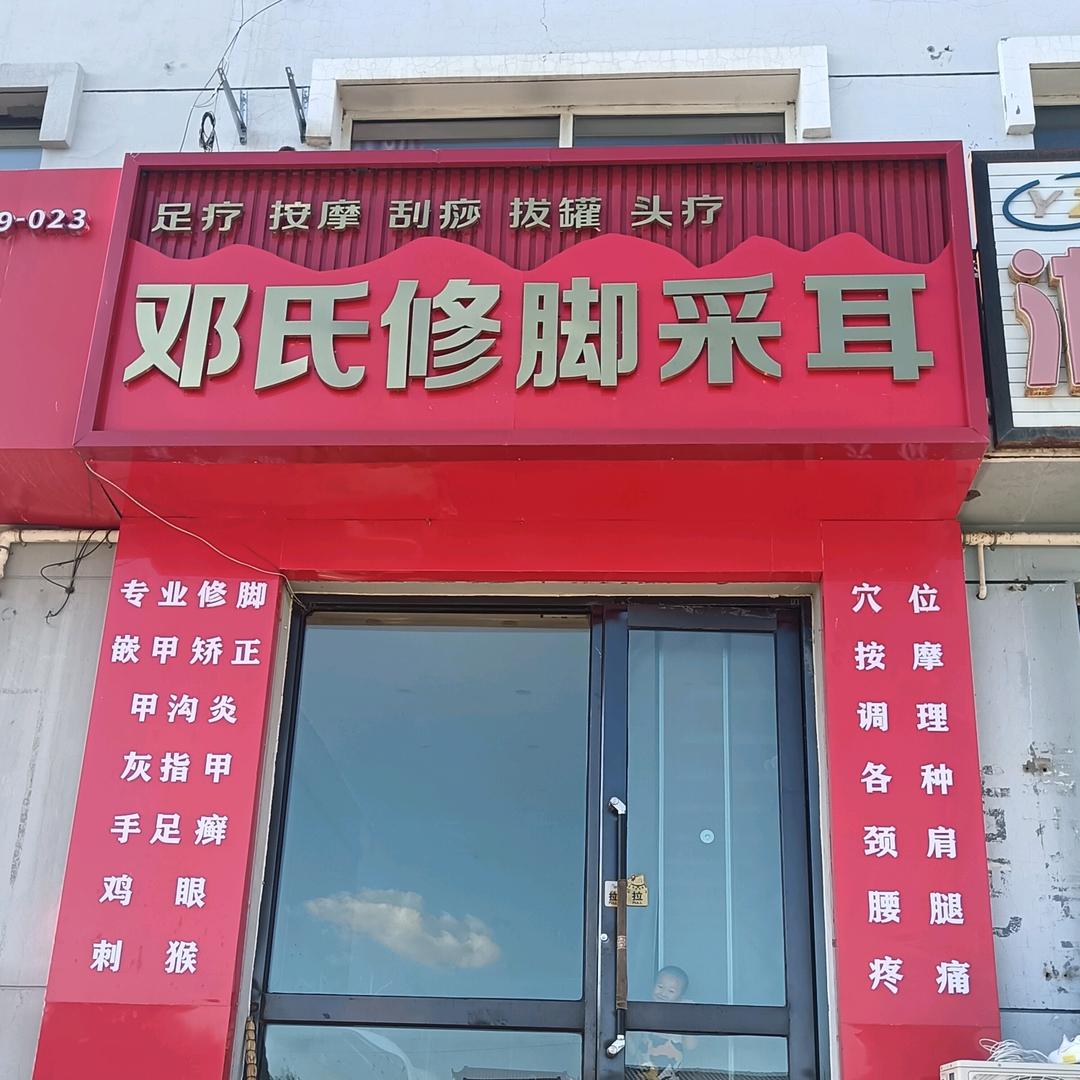 9-023
足疗 按摩 刮痧 拔罐 头疗
邓氏修脚采耳
YZ
专业修脚
嵌甲矫正
甲沟炎
灰指甲
手足癣
鸡眼
刺猴
穴位
按摩
调理
各种
颈肩
腰腿
疼痛
拉
拉